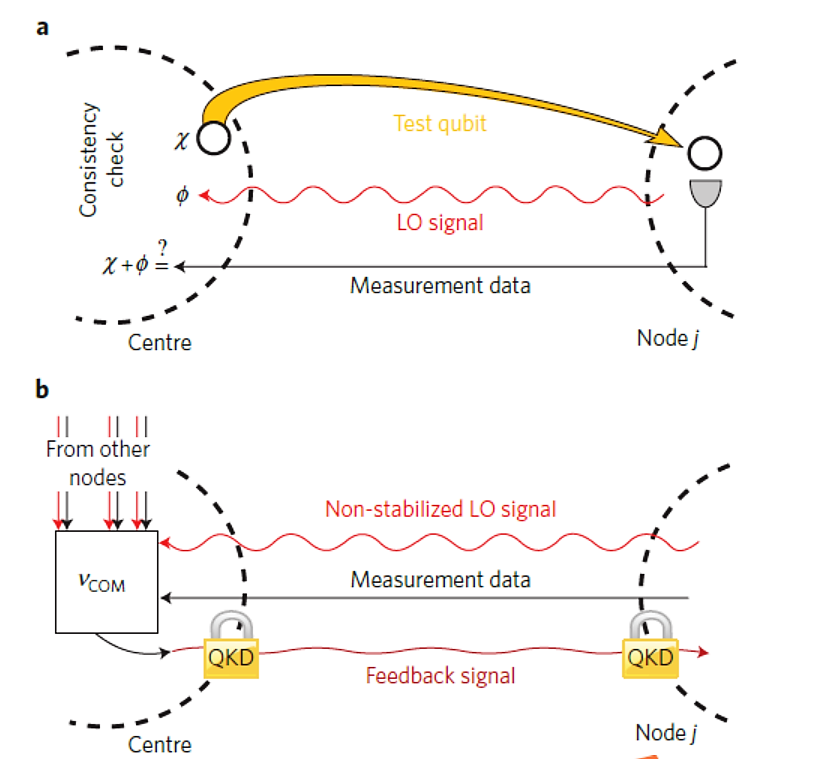 a
Consistency
check
χ
Test qubit
ϕ
LO signal
χ+ϕ ≟
Measurement data
Centre
Node j
b
From other
nodes
Non-stabilized LO signal
νCOM
Measurement data
QKD
QKD
Feedback signal
Node j
Centre